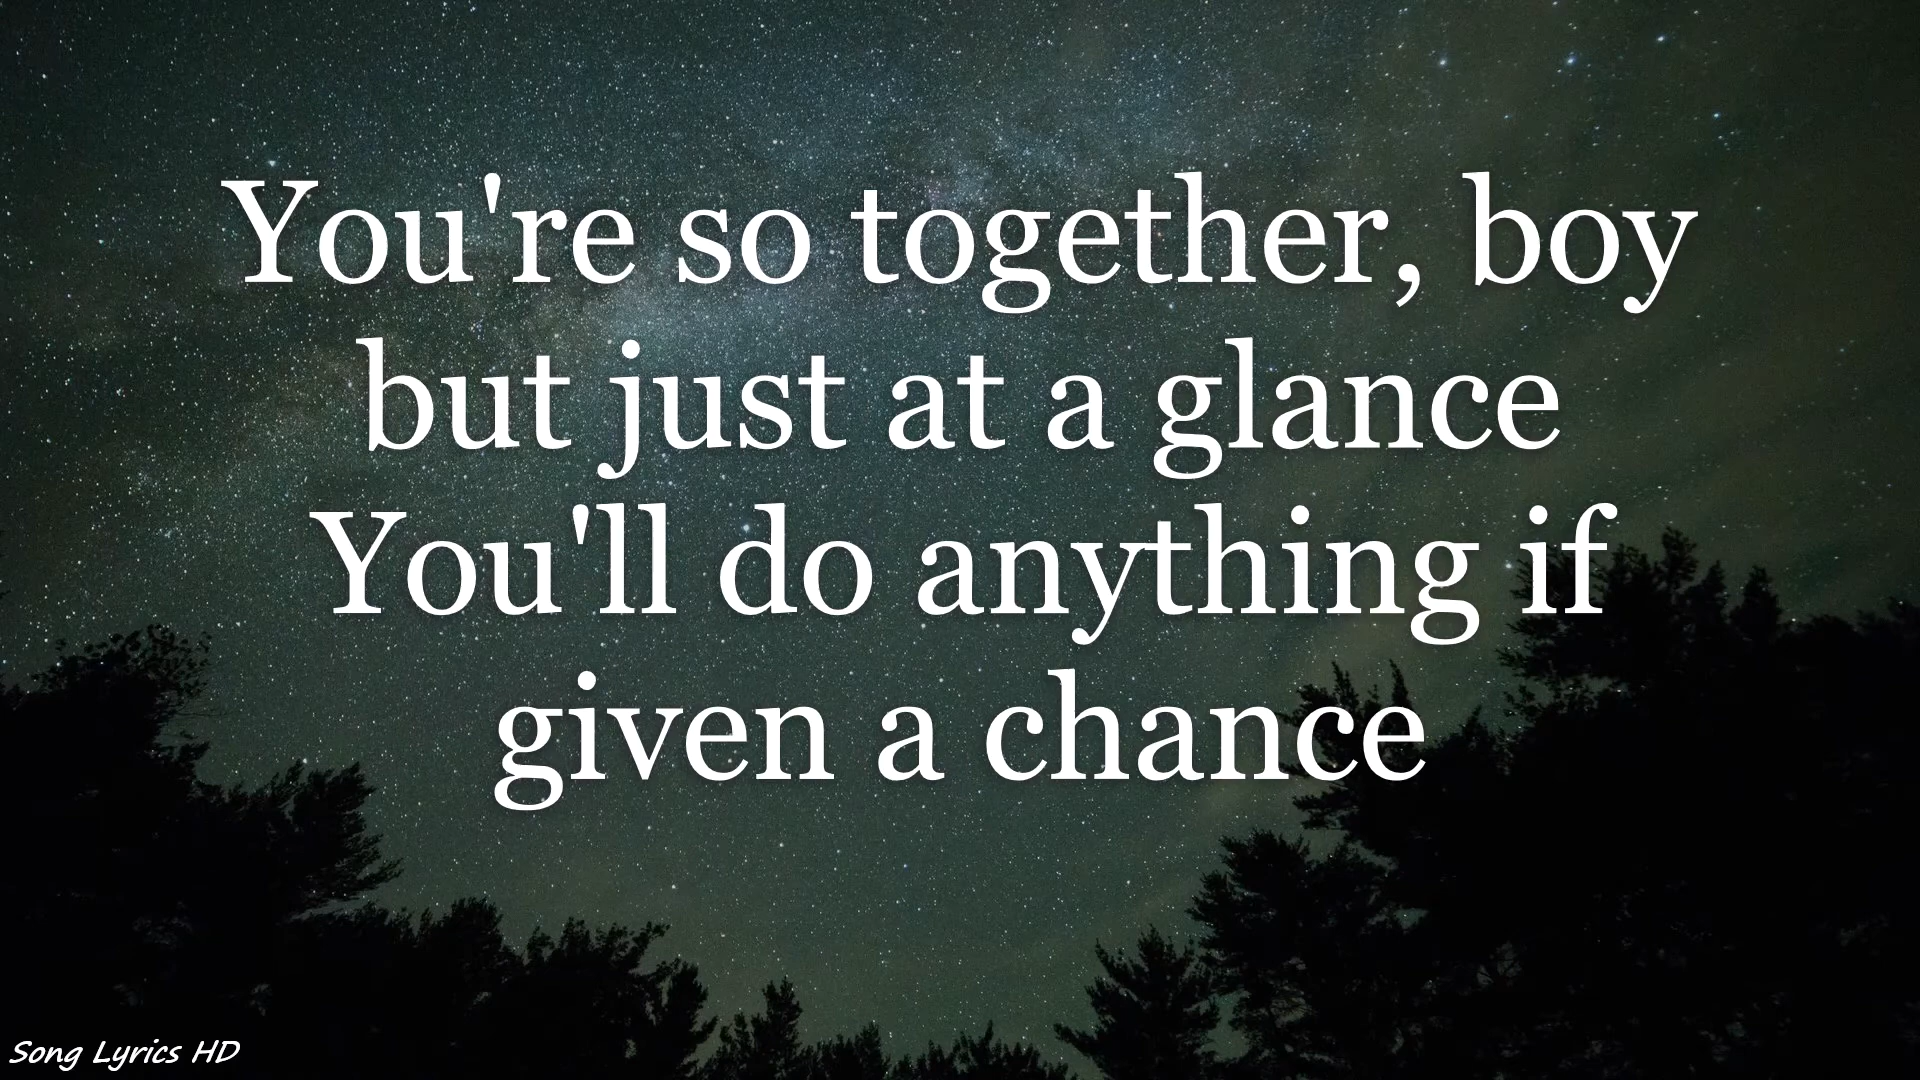 You're so together, boy
but just at a glance
You'll do anything if
given a chance
Song Lyrics HD